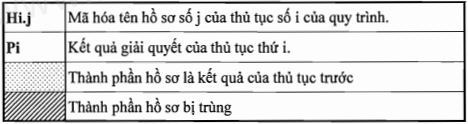 Hi.j Mã hóa tên hồ sơ số j của thủ tục số i của quy trình.
Pi Kết quả giải quyết của thủ tục thứ i.
Thành phần hồ sơ là kết quả của thủ tục trước
Thành phần hồ sơ bị trùng